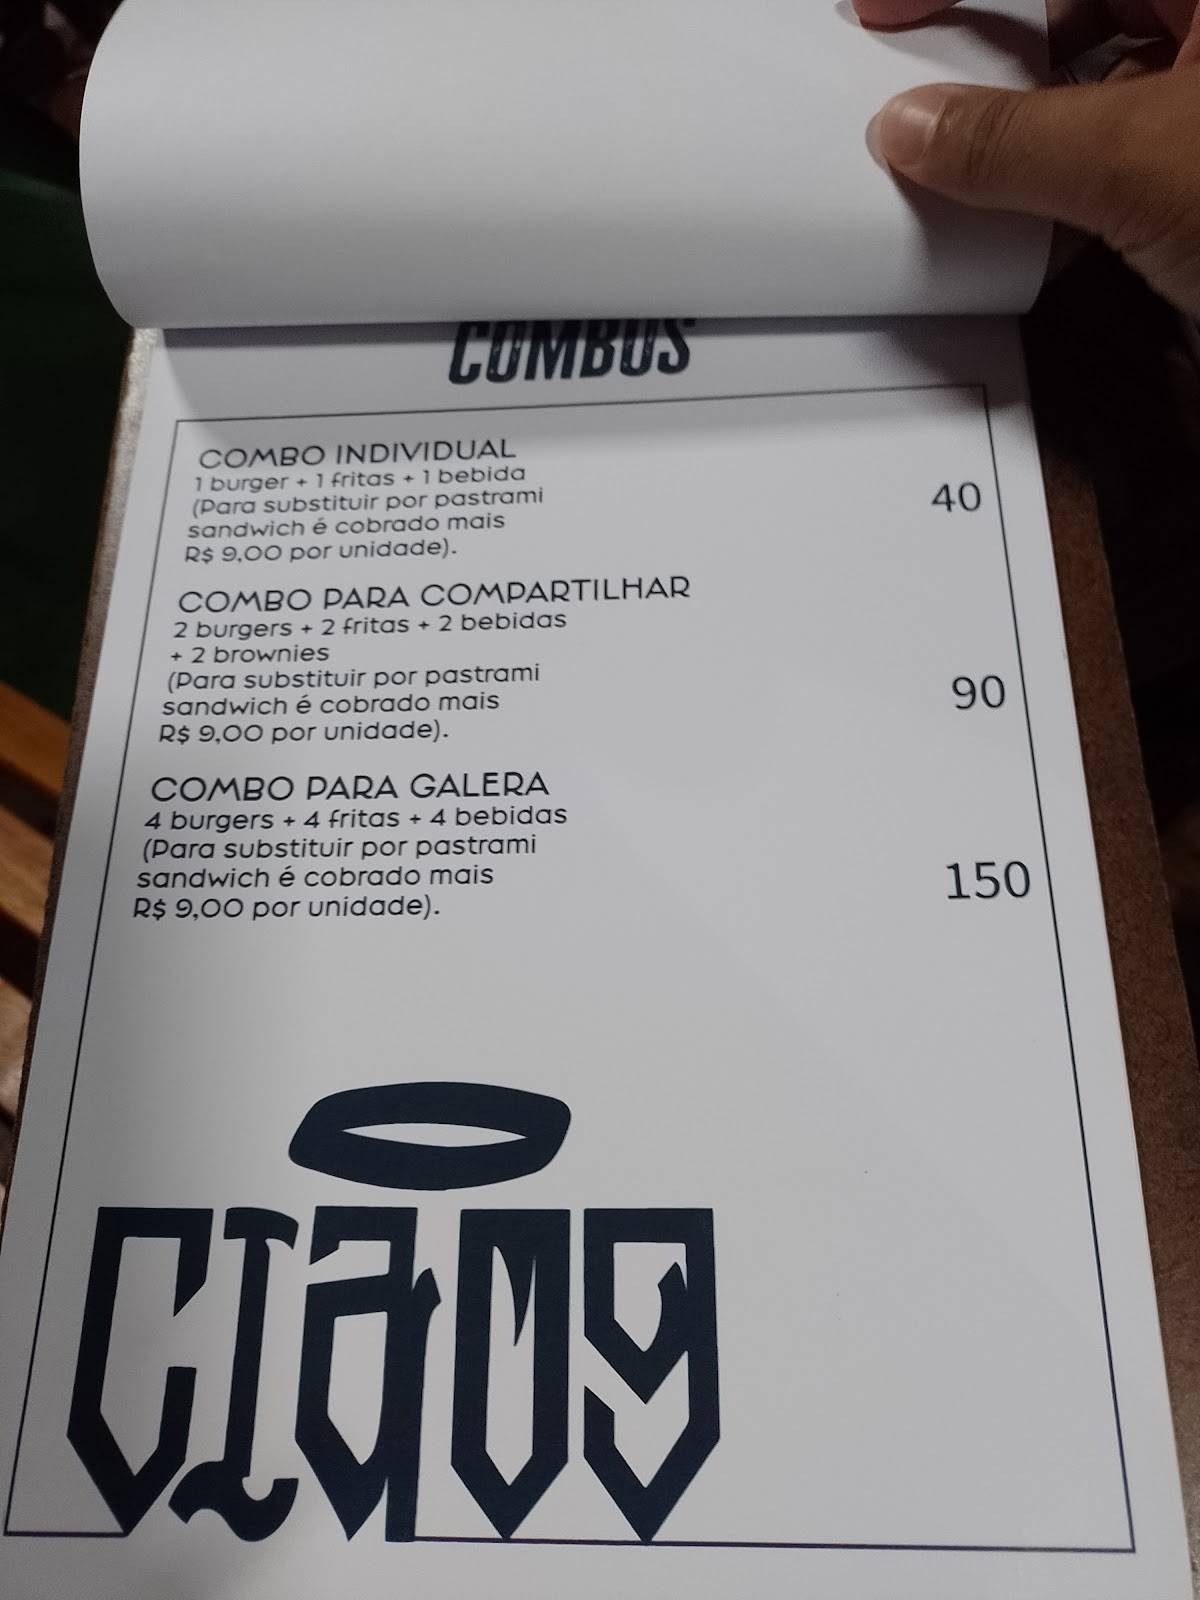 COMBOS
COMBO INDIVIDUAL
1 burger + 1 fritas + 1 bebida
(Para substituir por pastrami
sandwich é cobrado mais
R$ 9,00 por unidade).
40
COMBO PARA COMPARTILHAR
2 burgers + 2 fritas + 2 bebidas
+ 2 brownies
(Para substituir por pastrami
sandwich é cobrado mais
R$ 9,00 por unidade).
90
COMBO PARA GALERA
4 burgers + 4 fritas + 4 bebidas
(Para substituir por pastrami
sandwich é cobrado mais
R$ 9,00 por unidade).
150